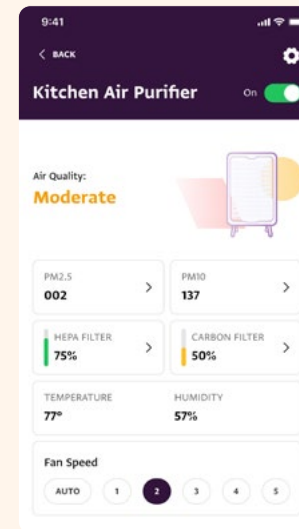 9:41
BACK
Kitchen Air Purifier
On
Air Quality:
Moderate
PM2.5
002
PM10
137
HEPA FILTER
75%
CARBON FILTER
50%
TEMPERATURE
HUMIDITY
77°
57%
Fan Speed
AUTO 1 2 3 4 5